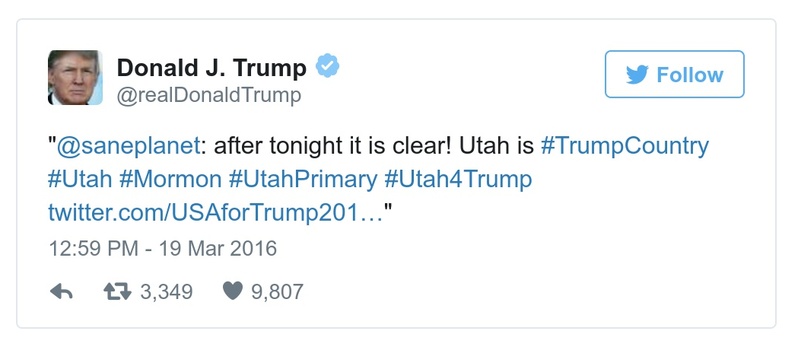 Donald J. Trump
@realDonaldTrump
Follow
"@saneplanet: after tonight it is clear! Utah is #TrumpCountry
#Utah #Mormon #UtahPrimary #Utah4Trump
twitter.com/USAforTrump201…"
12:59 PM - 19 Mar 2016
3,349 9,807